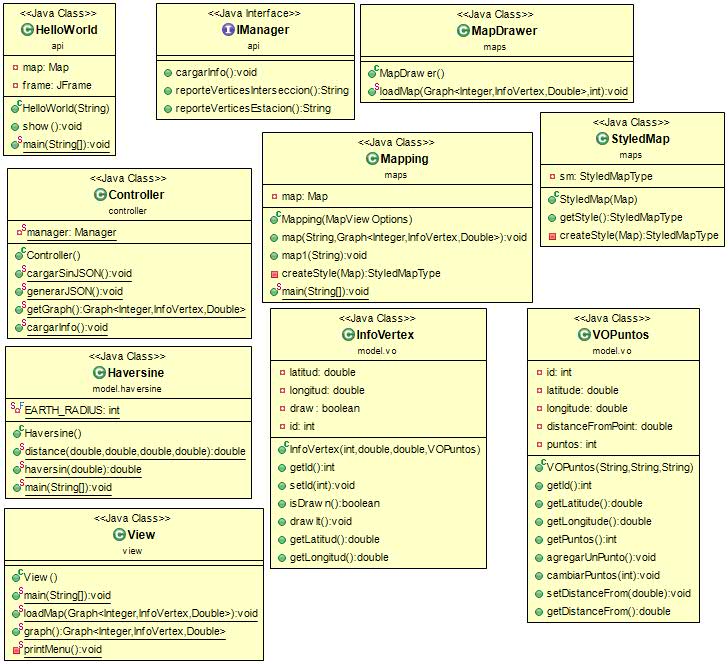 <<Java Class>>
HelloWorld
api
map: Map
frame: JFrame
HelloWorld(String)
show():void
main(String[]):void
<<Java Interface>>
IManager
api
cargarInfo():void
reporteVerticesInterseccion():String
reporteVerticesEstacion():String
<<Java Class>>
MapDrawer
maps
MapDrawer()
loadMap(Graph<Integer,InfoVertex,Double>,int):void
<<Java Class>>
Mapping
maps
map: Map
Mapping(MapViewOptions)
map(String,Graph<Integer,InfoVertex,Double>):void
map1(String):void
createStyle(Map):StyledMapType
main(String[]):void
<<Java Class>>
StyledMap
maps
sm: StyledMapType
StyledMap(Map)
getStyle():StyledMapType
createStyle(Map):StyledMapType
<<Java Class>>
Controller
controller
manager: Manager
Controller()
cargarSinJSON():void
generarJSON():void
getGraph():Graph<Integer,InfoVertex,Double>
cargarInfo():void
<<Java Class>>
InfoVertex
model.vo
latitud: double
longitud: double
draw: boolean
id: int
InfoVertex(int,double,double,VOPuntos)
getId():int
setId(int):void
isDrawn():boolean
drawIt():void
getLatitud():double
getLongitud():double
<<Java Class>>
VOPuntos
model.vo
id: int
latitude: double
longitude: double
distanceFromPoint: double
puntos: int
VOPuntos(String,String,String)
getId():int
getLatitude():double
getLongitude():double
getPuntos():int
agregarUnPunto():void
cambiarPuntos(int):void
setDistanceFrom(double):void
getDistanceFrom():double
<<Java Class>>
Haversine
model.haversine
EARTH_RADIUS: int
Haversine()
distance(double,double,double,double):double
haversin(double):double
main(String[]):void
<<Java Class>>
View
view
View()
main(String[]):void
loadMap(Graph<Integer,InfoVertex,Double>):void
graph():Graph<Integer,InfoVertex,Double>
printMenu():void